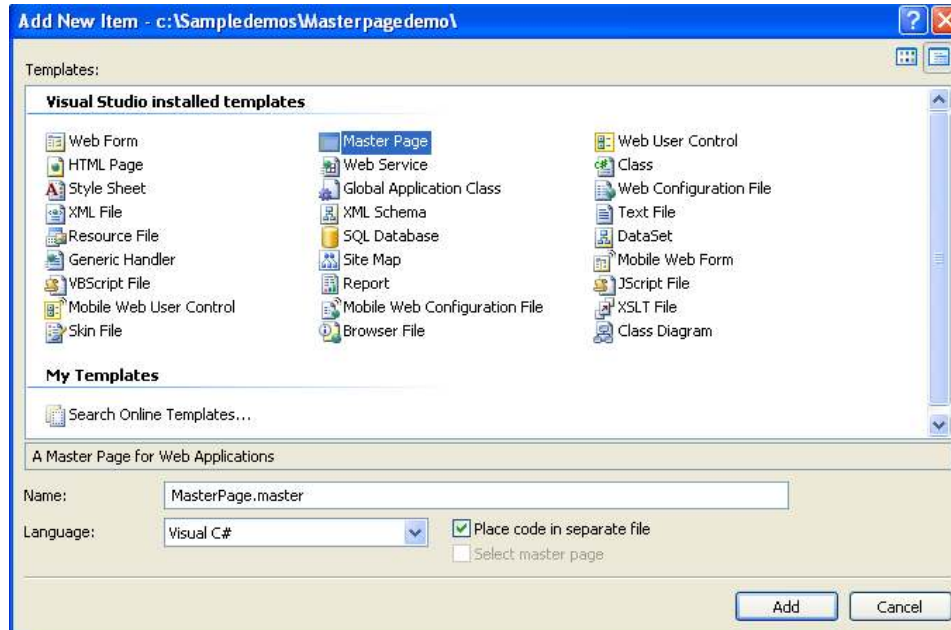 Add New Item - c:\Sampledemos\Masterpagedemo\
Templates:
Visual Studio installed templates
Web Form Master Page Web User Control
HTML Page Web Service Class
Style Sheet Global Application Class Web Configuration File
XML File XML Schema Text File
Resource File SQL Database DataSet
Generic Handler Site Map Mobile Web Form
VBScript File Report JScript File
Mobile Web User Control Mobile Web Configuration File XSLT File
Skin File Browser File Class Diagram
My Templates
Search Online Templates...
A Master Page for Web Applications
Name: MasterPage.master
Language: Visual C# Place code in separate file
Select master page
Add Cancel